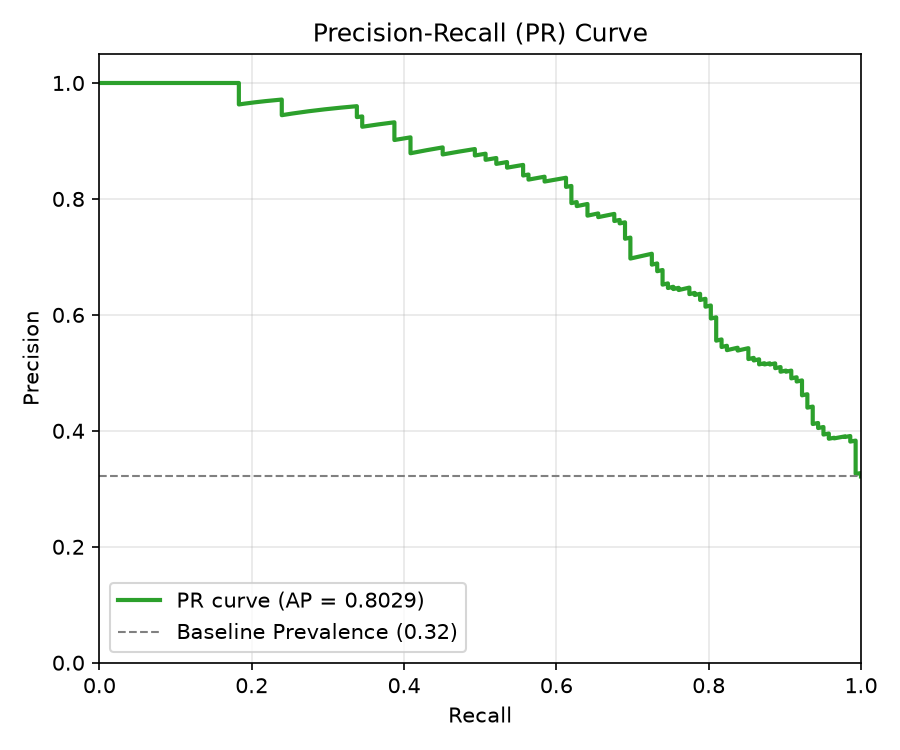 Precision-Recall (PR) Curve
Precision
1.0
0.8
0.6
0.4
0.2
0.0
PR curve (AP = 0.8029)
Baseline Prevalence (0.32)
0.0 0.2 0.4 0.6 0.8 1.0
Recall